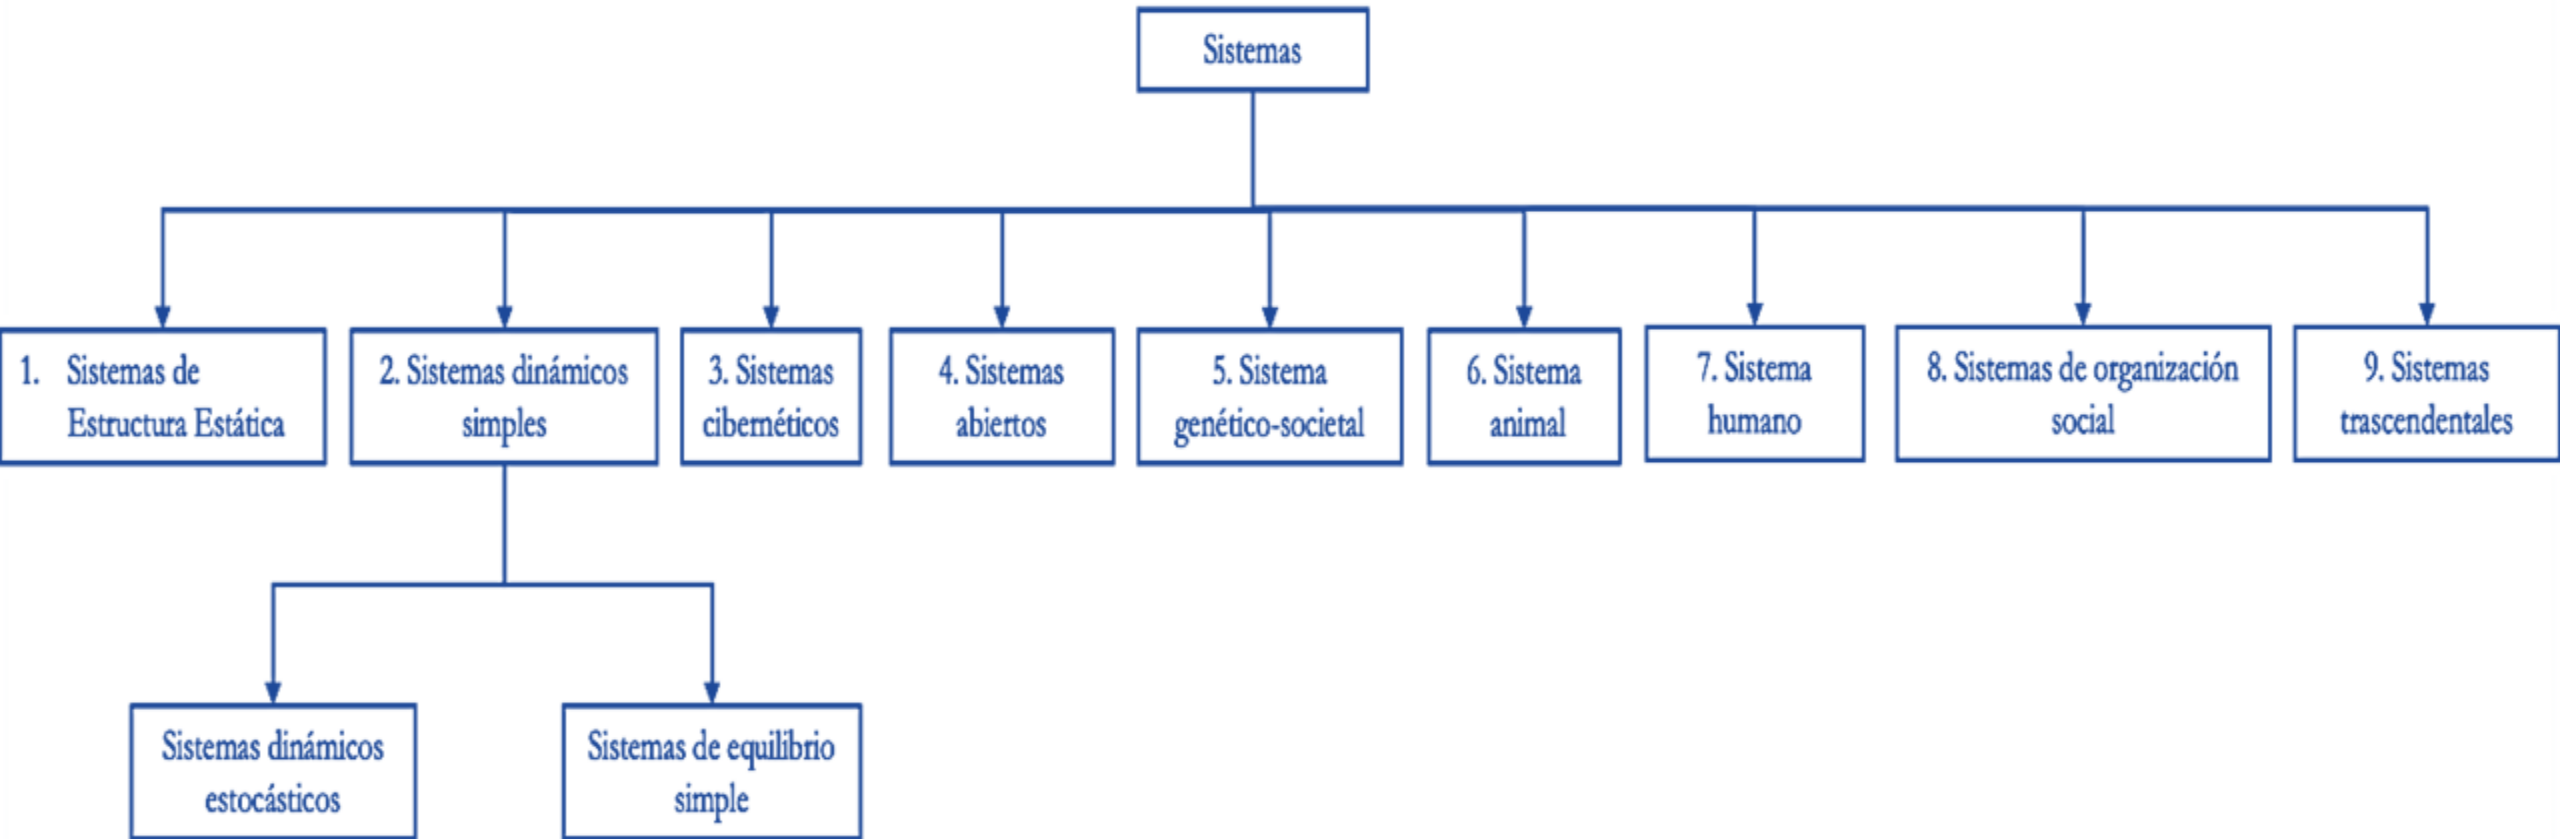 Sistemas
1. Sistemas de
Estructura Estática
2. Sistemas dinámicos
simples
3. Sistemas
cibernéticos
4. Sistemas
abiertos
5. Sistema
genético-societal
6. Sistema
animal
7. Sistema
humano
8. Sistemas de organización
social
9. Sistemas
trascendentales
Sistemas dinámicos
estocásticos
Sistemas de equilibrio
simple